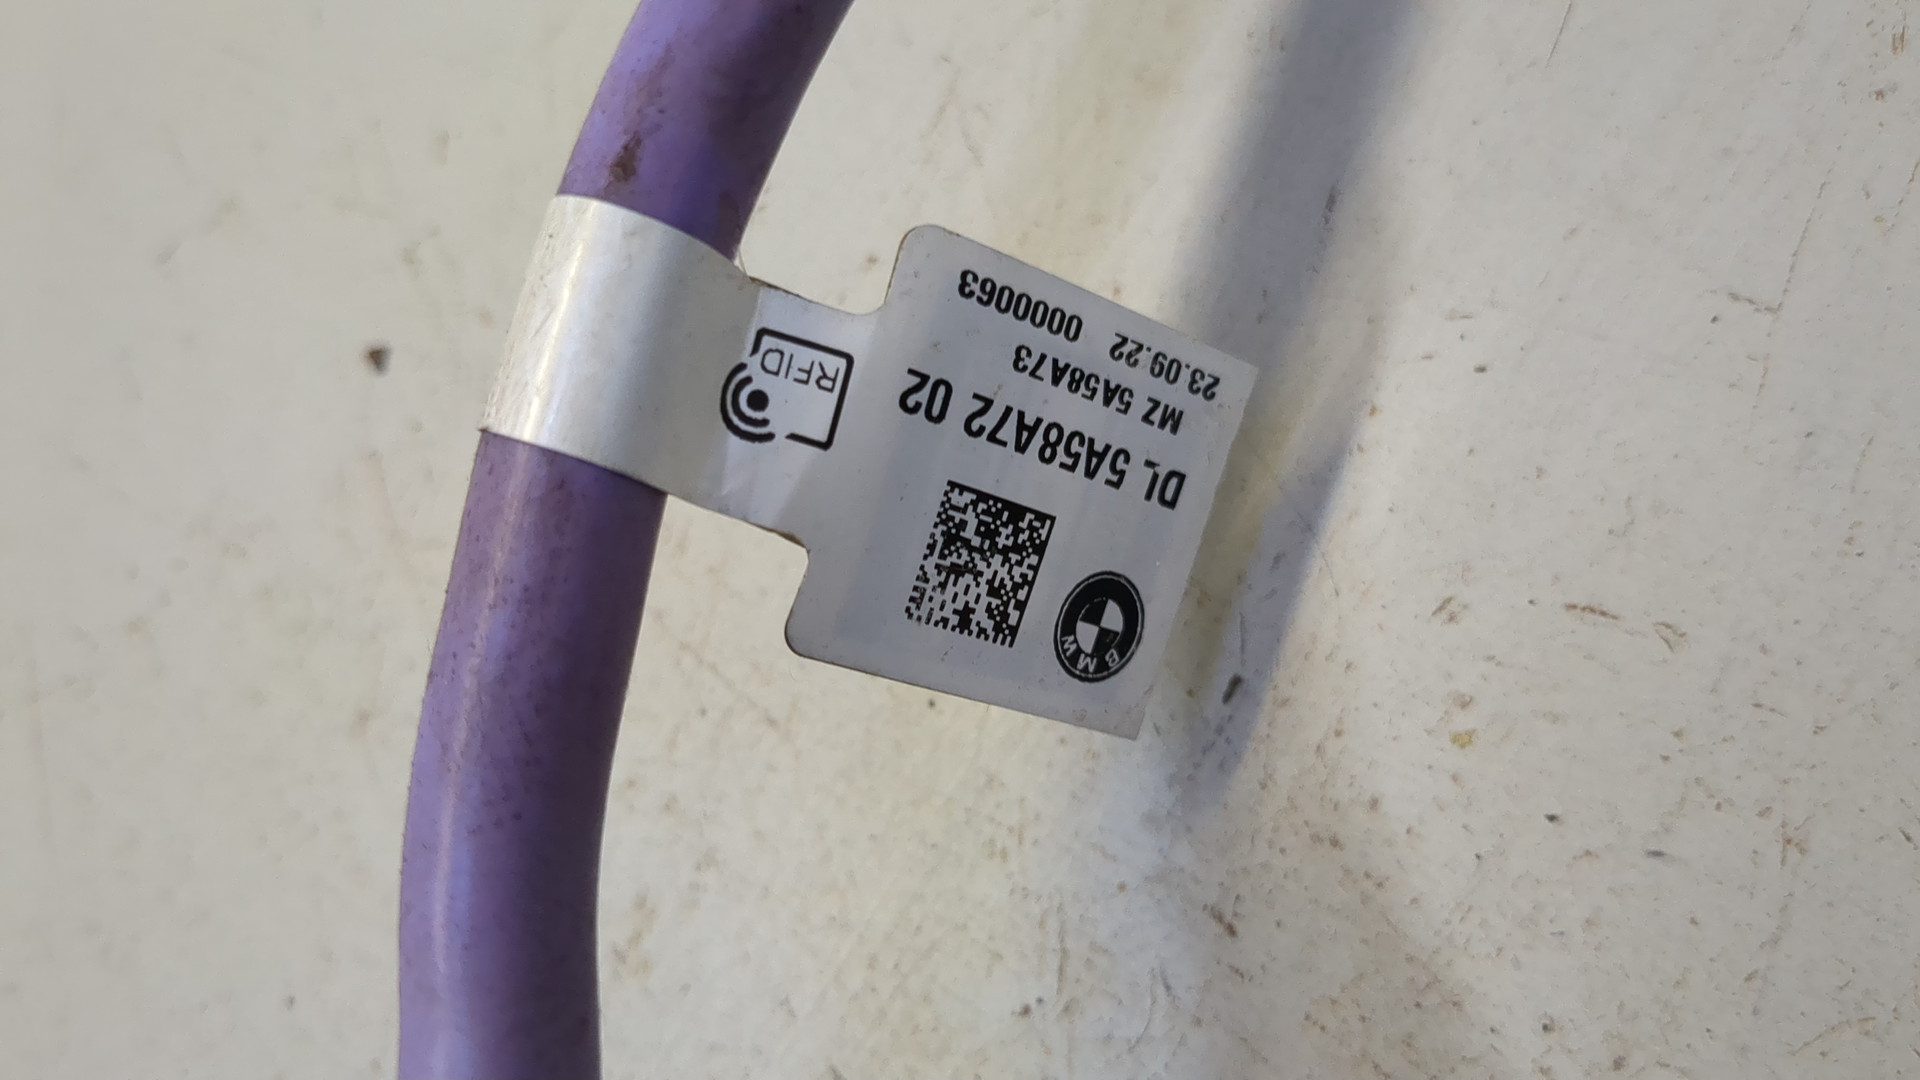 BMW
DL 5A58A72 02
MZ 5A58A73
23.09.22 0000063
RFID